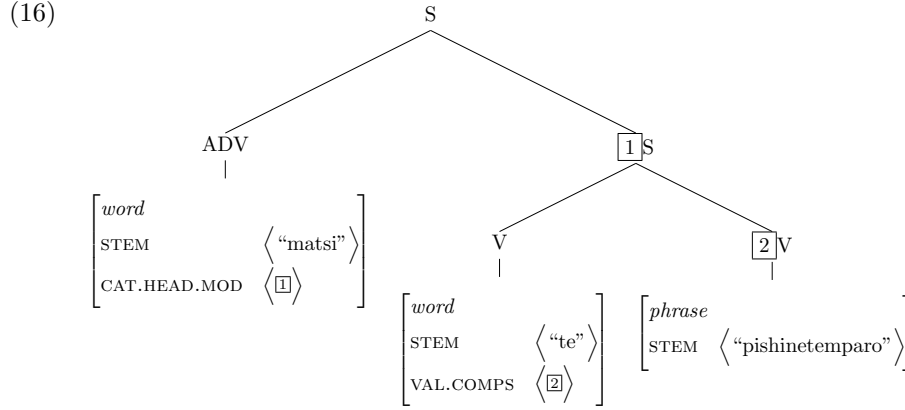 (16)
S
ADV
1 S
word
STEM ⟨“matsi”⟩
CAT.HEAD.MOD ⟨1⟩
V
2 V
word
STEM ⟨“te”⟩
VAL.COMPS ⟨2⟩
phrase
STEM ⟨“pishinetemparo”⟩